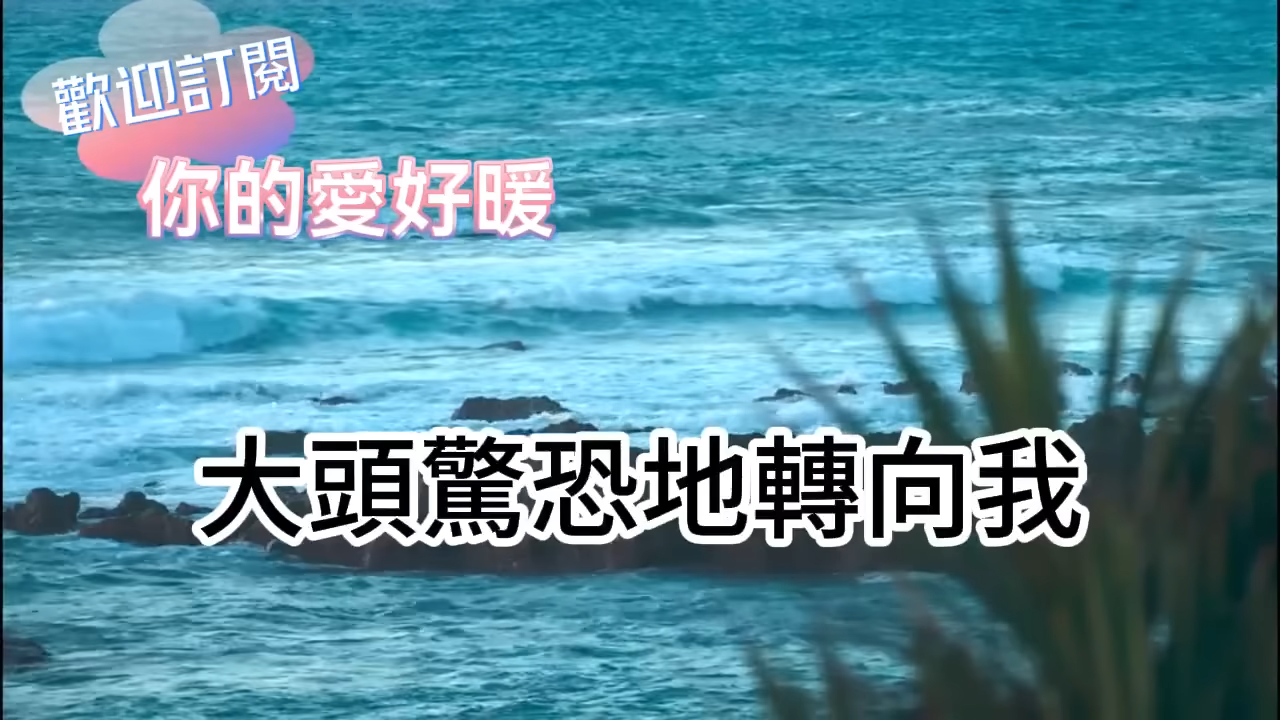 歡迎訂閱
你的愛好暖
大頭驚恐地轉向我